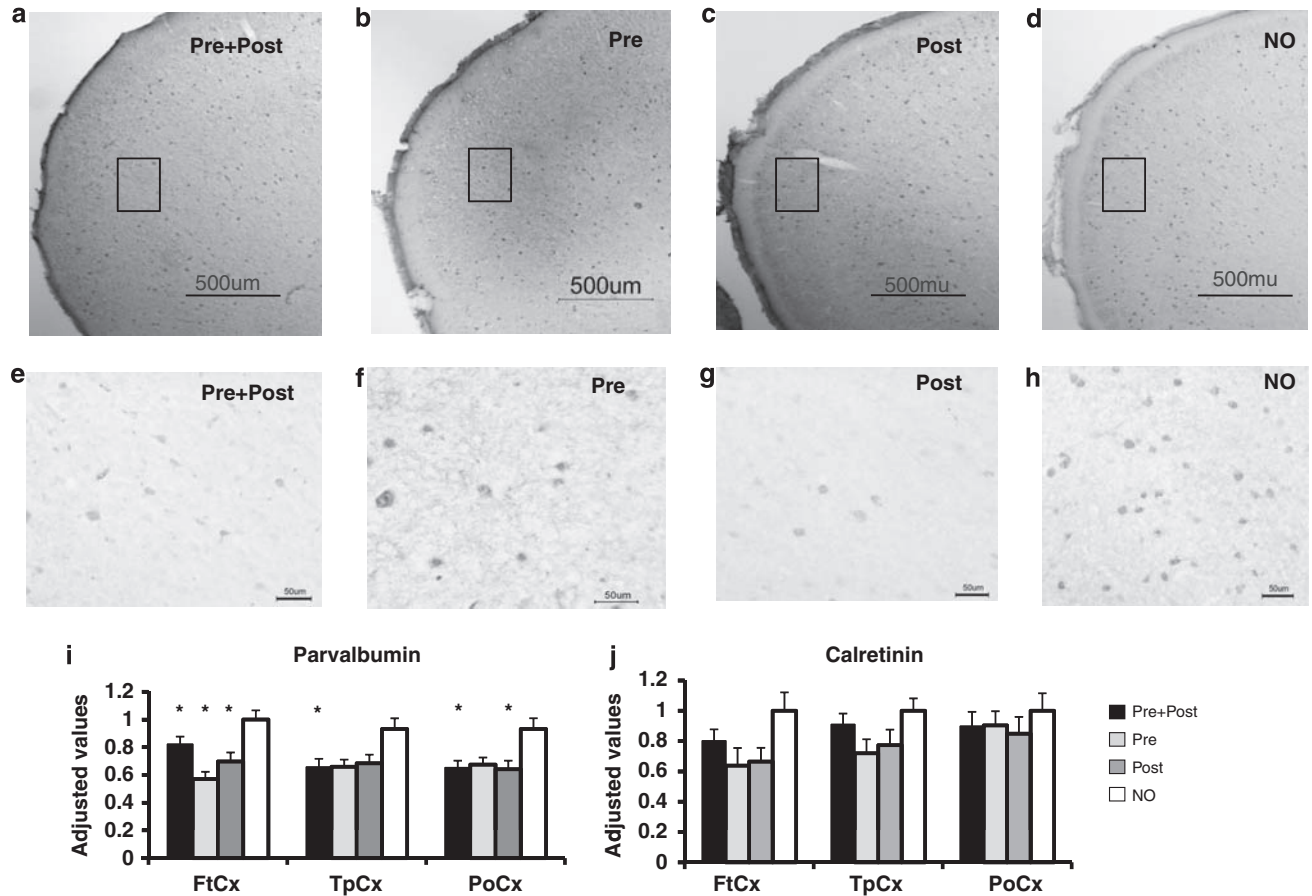 a
Pre+Post
500um
b
Pre
500um
c
Post
500mu
d
NO
500mu
e
Pre+Post
50um
f
Pre
50um
g
Post
50um
h
NO
50um
i
Parvalbumin
Adjusted values
1.2
1
0.8
0.6
0.4
0.2
0
* * * * * *
FtCx TpCx PoCx
j
Calretinin
Adjusted values
1.2
1
0.8
0.6
0.4
0.2
0
FtCx TpCx PoCx
Pre+Post
Pre
Post
NO